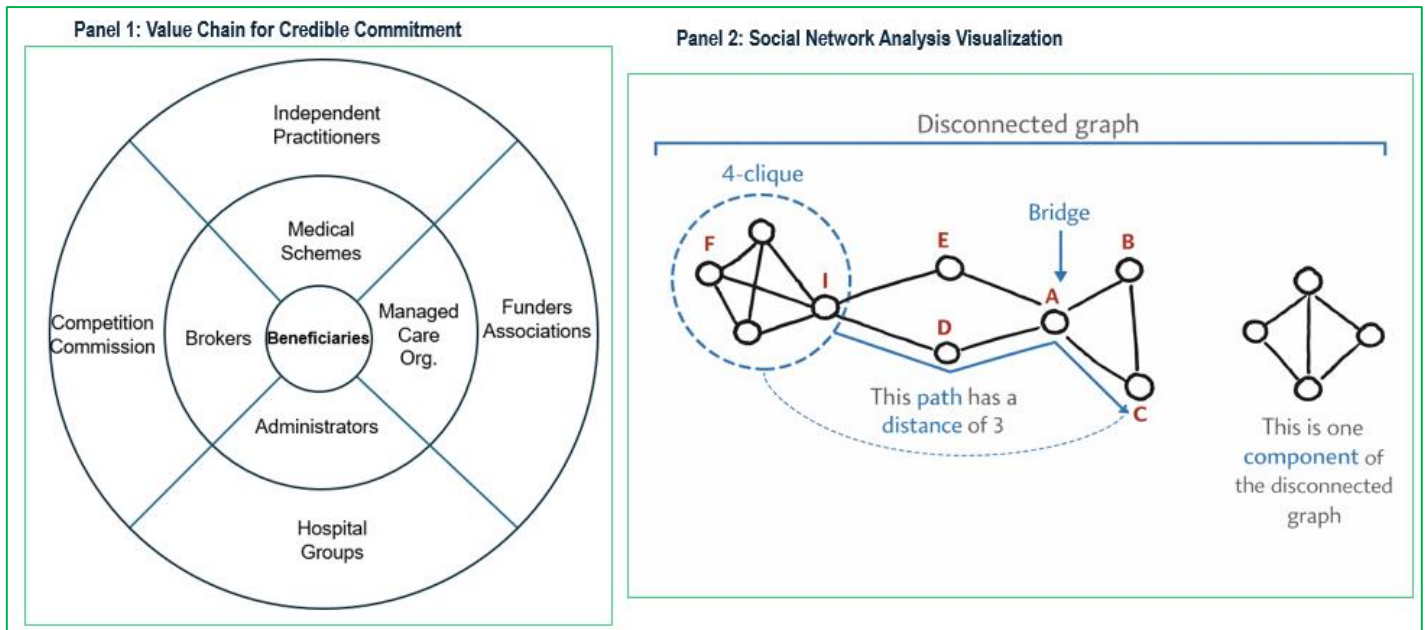 Panel 1: Value Chain for Credible Commitment
Independent
Practitioners
Medical
Schemes
Competition
Commission
Brokers
Beneficiaries
Managed
Care
Org.
Funders
Associations
Administrators
Hospital
Groups
Panel 2: Social Network Analysis Visualization
Disconnected graph
4-clique
Bridge
F
I
E
A
B
D
C
This path has a
distance of 3
This is one
component of
the disconnected
graph